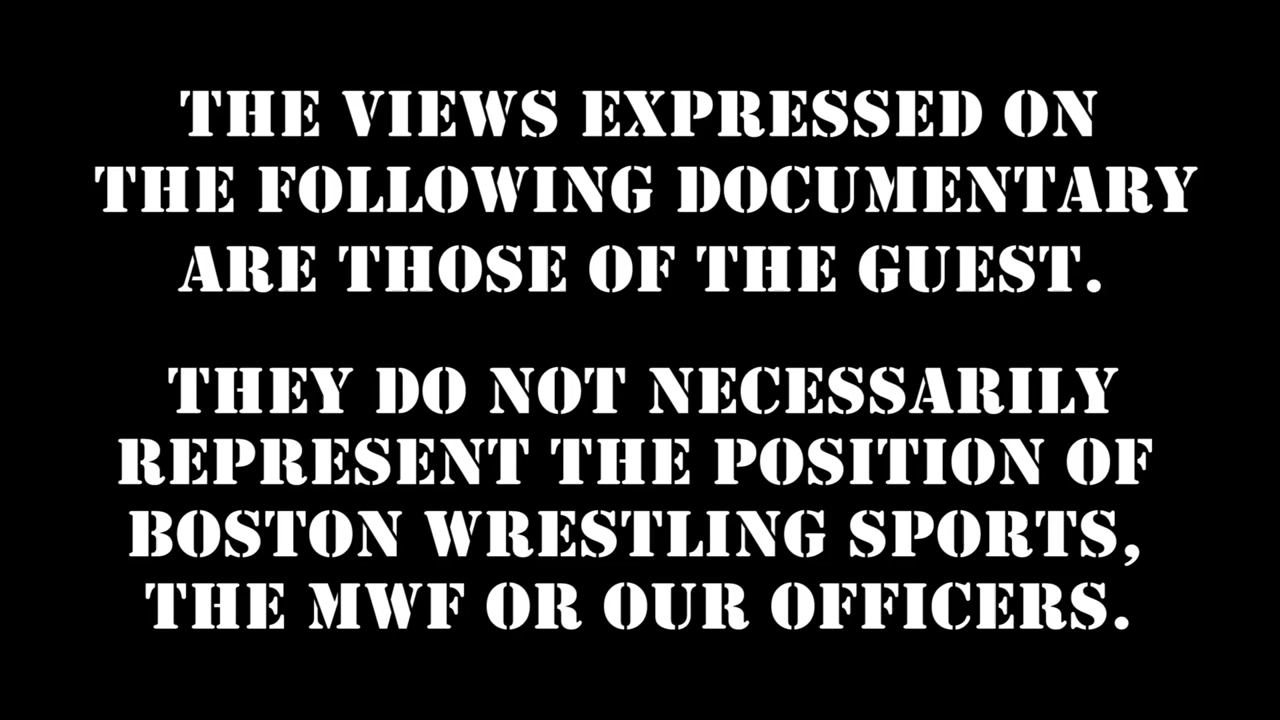 THE VIEWS EXPRESSED ON
THE FOLLOWING DOCUMENTARY
ARE THOSE OF THE GUEST.
THEY DO NOT NECESSARILY
REPRESENT THE POSITION OF
BOSTON WRESTLING SPORTS,
THE MWF OR OUR OFFICERS.